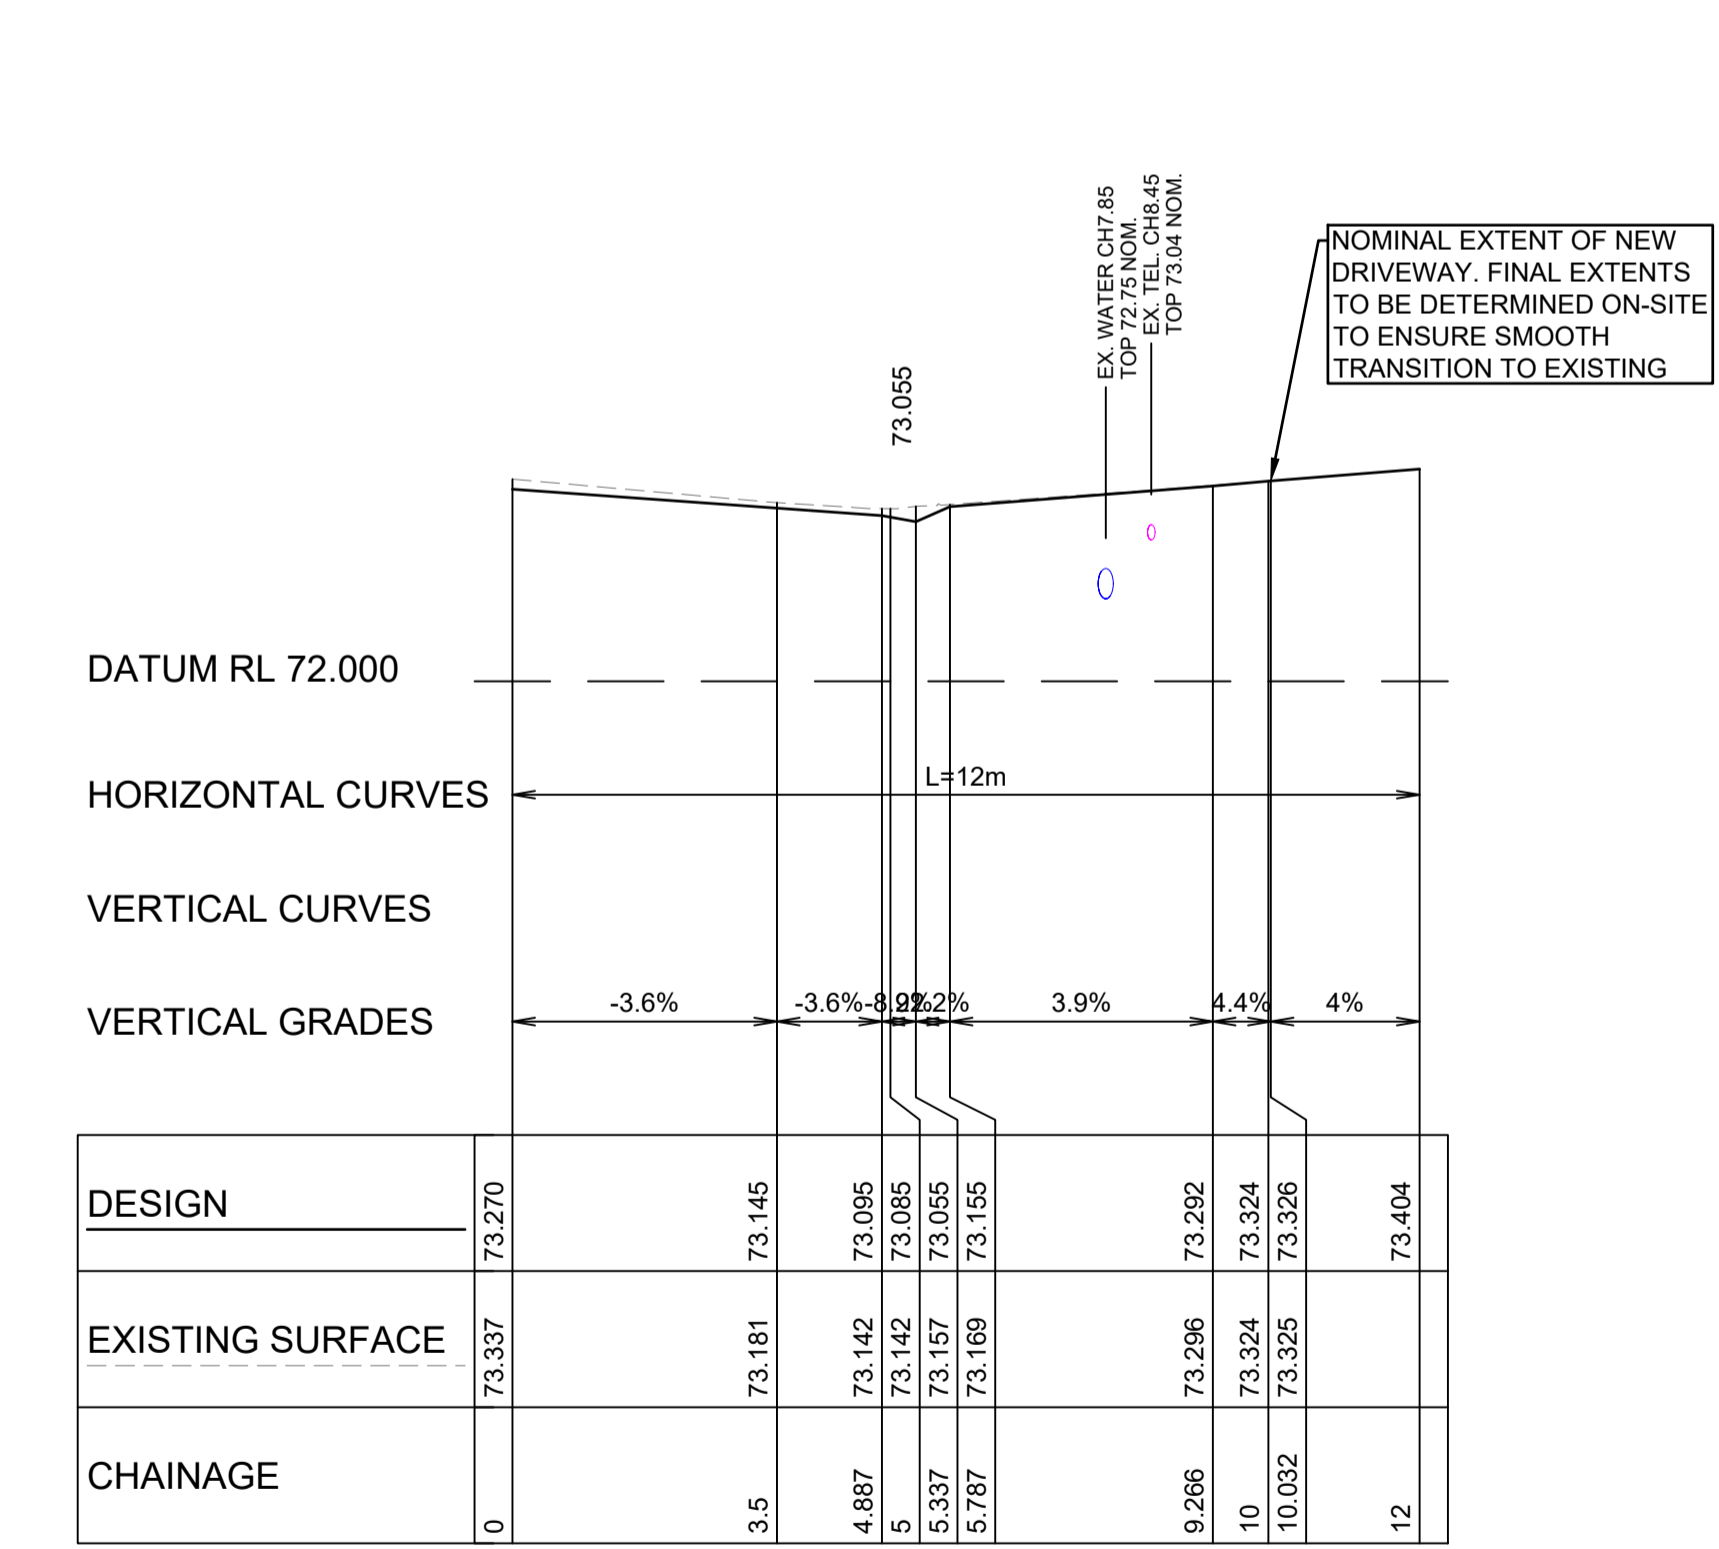 EX. WATER CH7.85
TOP 72.75 NOM.
EX. TEL. CH8.45
TOP 73.04 NOM.
NOMINAL EXTENT OF NEW
DRIVEWAY. FINAL EXTENTS
TO BE DETERMINED ON-SITE
TO ENSURE SMOOTH
TRANSITION TO EXISTING
73.055
DATUM RL 72.000
HORIZONTAL CURVES
L=12m
VERTICAL CURVES
VERTICAL GRADES
-3.6% -3.6% -8.9% 22.2% 3.9% 4.4% 4%
DESIGN 73.270 73.145 73.095 73.085 73.055 73.155 73.292 73.324 73.326 73.404
EXISTING SURFACE 73.337 73.181 73.142 73.142 73.157 73.169 73.296 73.324 73.325
CHAINAGE 0 3.5 4.887 5 5.337 5.787 9.266 10 10.032 12